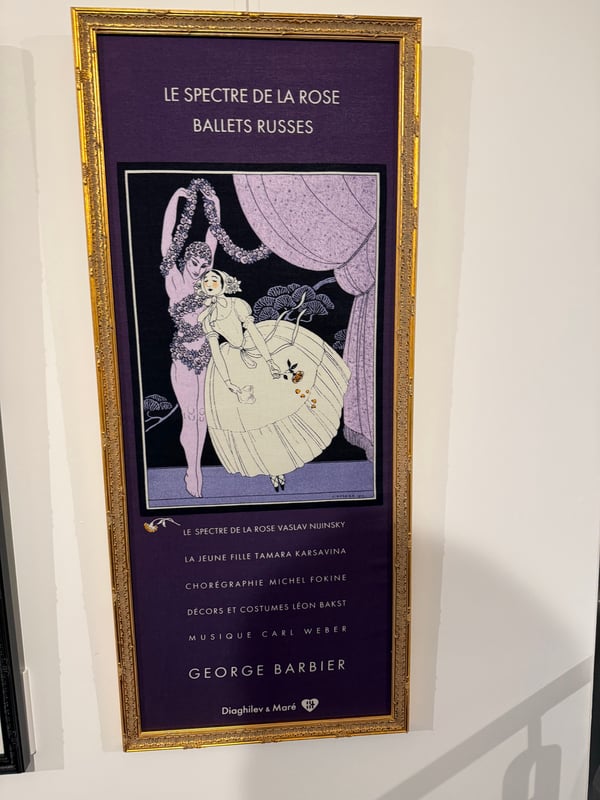 LE SPECTRE DE LA ROSE
BALLETS RUSSES
LE SPECTRE DE LA ROSE VASLAV NIJINSKY
LA JEUNE FILLE TAMARA KARSAVINA
CHORÉGRAPHIE MICHEL FOKINE
DÉCORS ET COSTUMES LÉON BAKST
MUSIQUE CARL WEBER
GEORGE BARBIER
Diaghilev & Maré